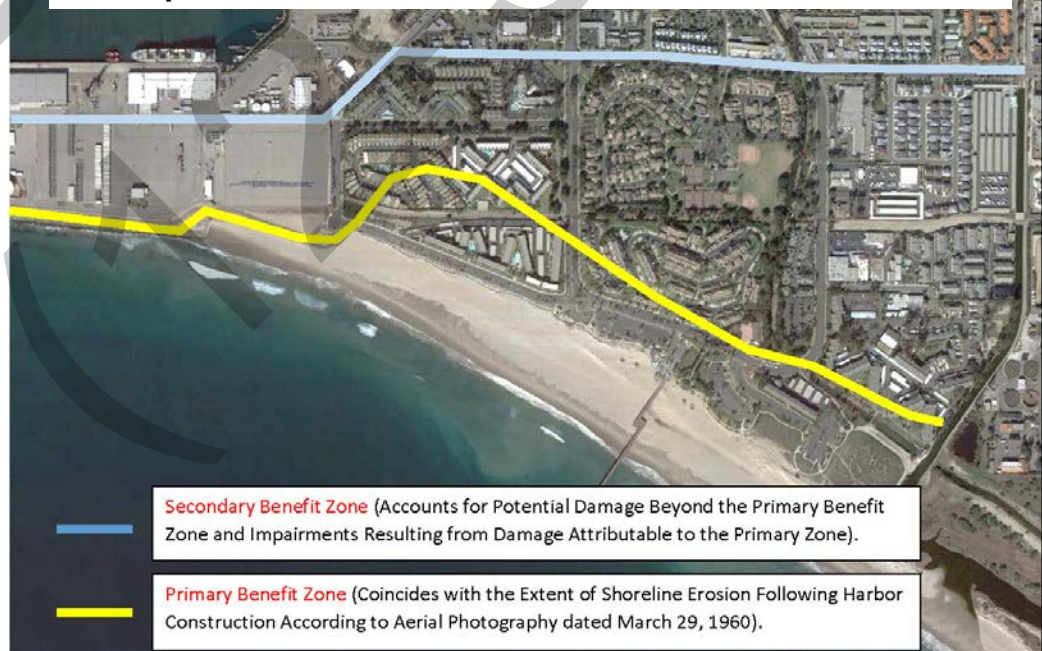 Secondary Benefit Zone (Accounts for Potential Damage Beyond the Primary Benefit
Zone and Impairments Resulting from Damage Attributable to the Primary Zone).
Primary Benefit Zone (Coincides with the Extent of Shoreline Erosion Following Harbor
Construction According to Aerial Photography dated March 29, 1960).